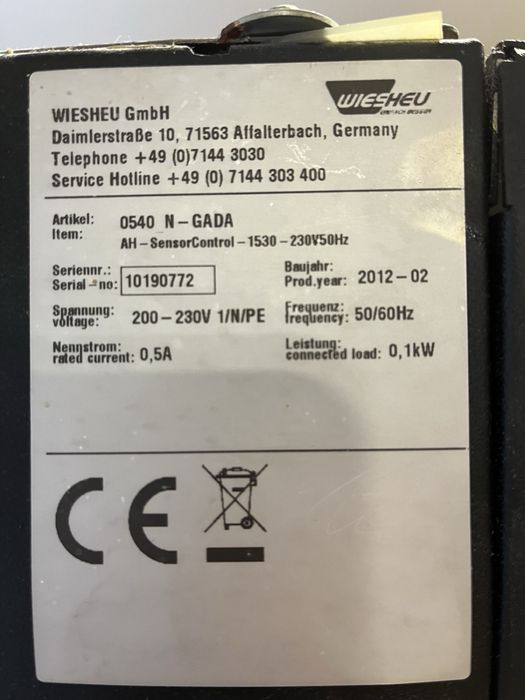 WIESHEU
WIESHEU GmbH
Daimlerstraße 10, 71563 Affalterbach, Germany
Telephone +49 (0)7144 3030
Service Hotline +49 (0) 7144 303 400
Artikel: 0540 N-GADA
Item: AH-SensorControl-1530-230V50Hz
Seriennr.: Baujahr:
Serial-no: 10190772 Prod.year: 2012-02
Spannung: Frequenz:
voltage: 200-230V 1/N/PE frequency: 50/60Hz
Nennstrom: Leistung:
rated current: 0,5A connected load: 0,1kW
CE